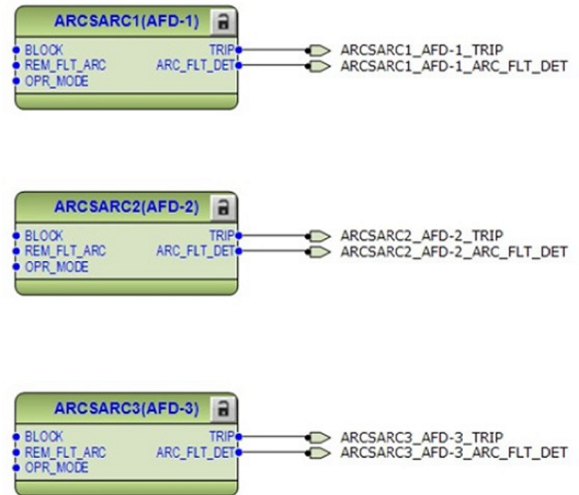 ARCSARC1(AFD-1)
BLOCK TRIP ARCSARC1_AFD-1_TRIP
REM_FLT_ARC ARC_FLT_DET ARCSARC1_AFD-1_ARC_FLT_DET
OPR_MODE
ARCSARC2(AFD-2)
BLOCK TRIP ARCSARC2_AFD-2_TRIP
REM_FLT_ARC ARC_FLT_DET ARCSARC2_AFD-2_ARC_FLT_DET
OPR_MODE
ARCSARC3(AFD-3)
BLOCK TRIP ARCSARC3_AFD-3_TRIP
REM_FLT_ARC ARC_FLT_DET ARCSARC3_AFD-3_ARC_FLT_DET
OPR_MODE